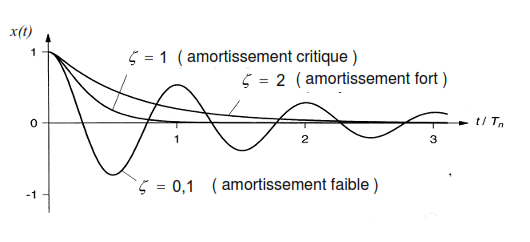 x(t)
1
ζ = 1 ( amortissement critique )
ζ = 2 ( amortissement fort )
0
1
2
3
t / Tn
-1
ζ = 0,1 ( amortissement faible )